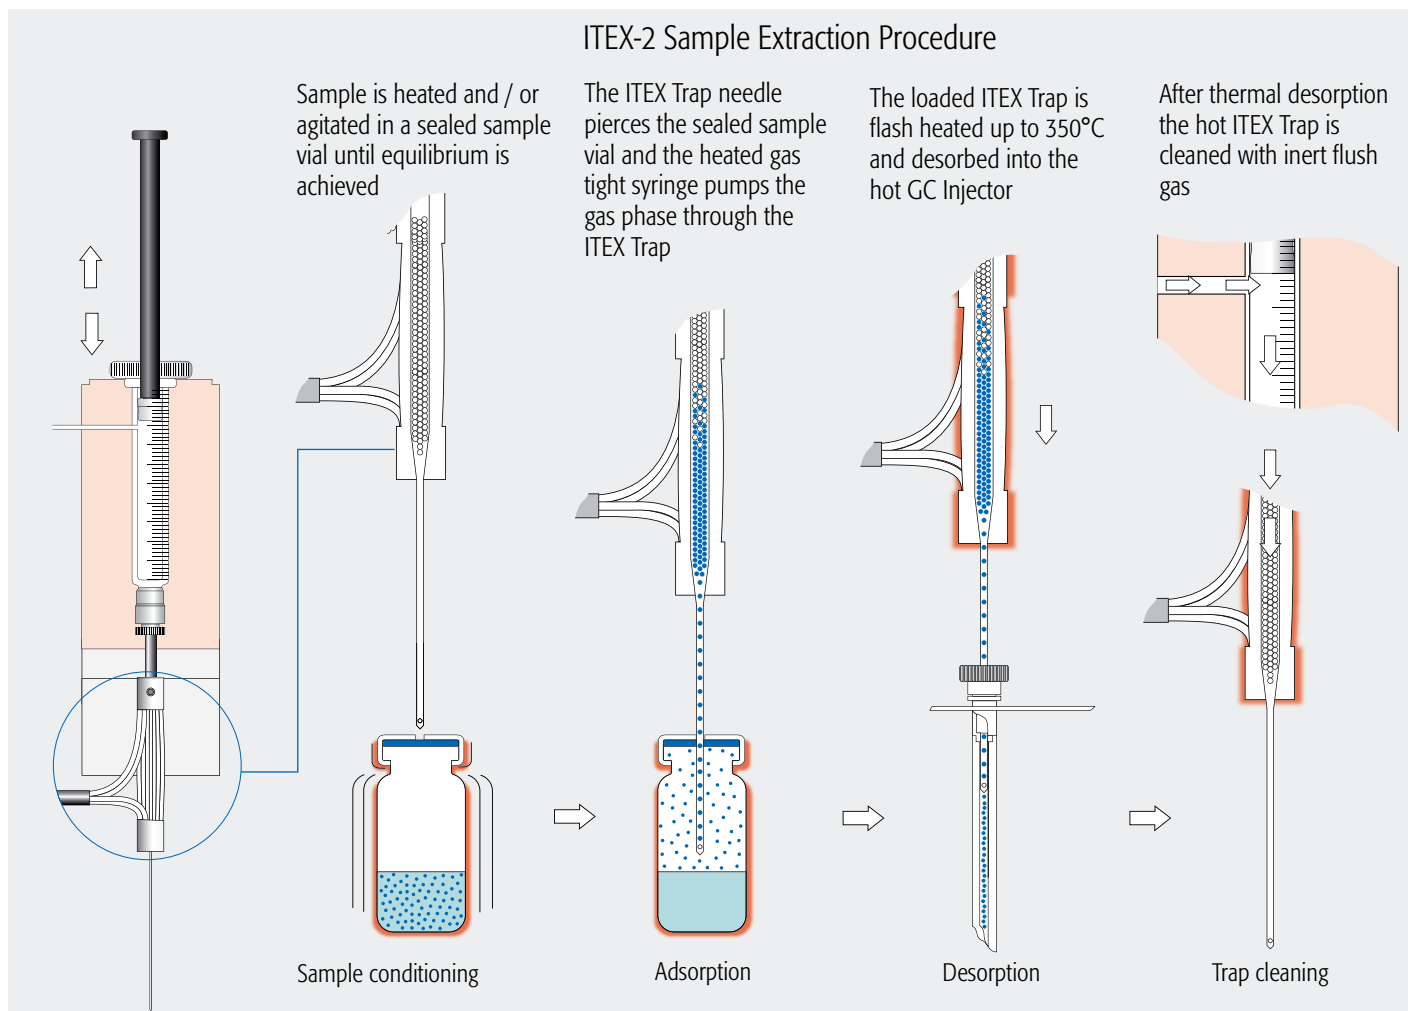 ITEX-2 Sample Extraction Procedure
Sample is heated and / or
agitated in a sealed sample
vial until equilibrium is
achieved
The ITEX Trap needle
pierces the sealed sample
vial and the heated gas
tight syringe pumps the
gas phase through the
ITEX Trap
The loaded ITEX Trap is
flash heated up to 350°C
and desorbed into the
hot GC Injector
After thermal desorption
the hot ITEX Trap is
cleaned with inert flush
gas
Sample conditioning
Adsorption
Desorption
Trap cleaning